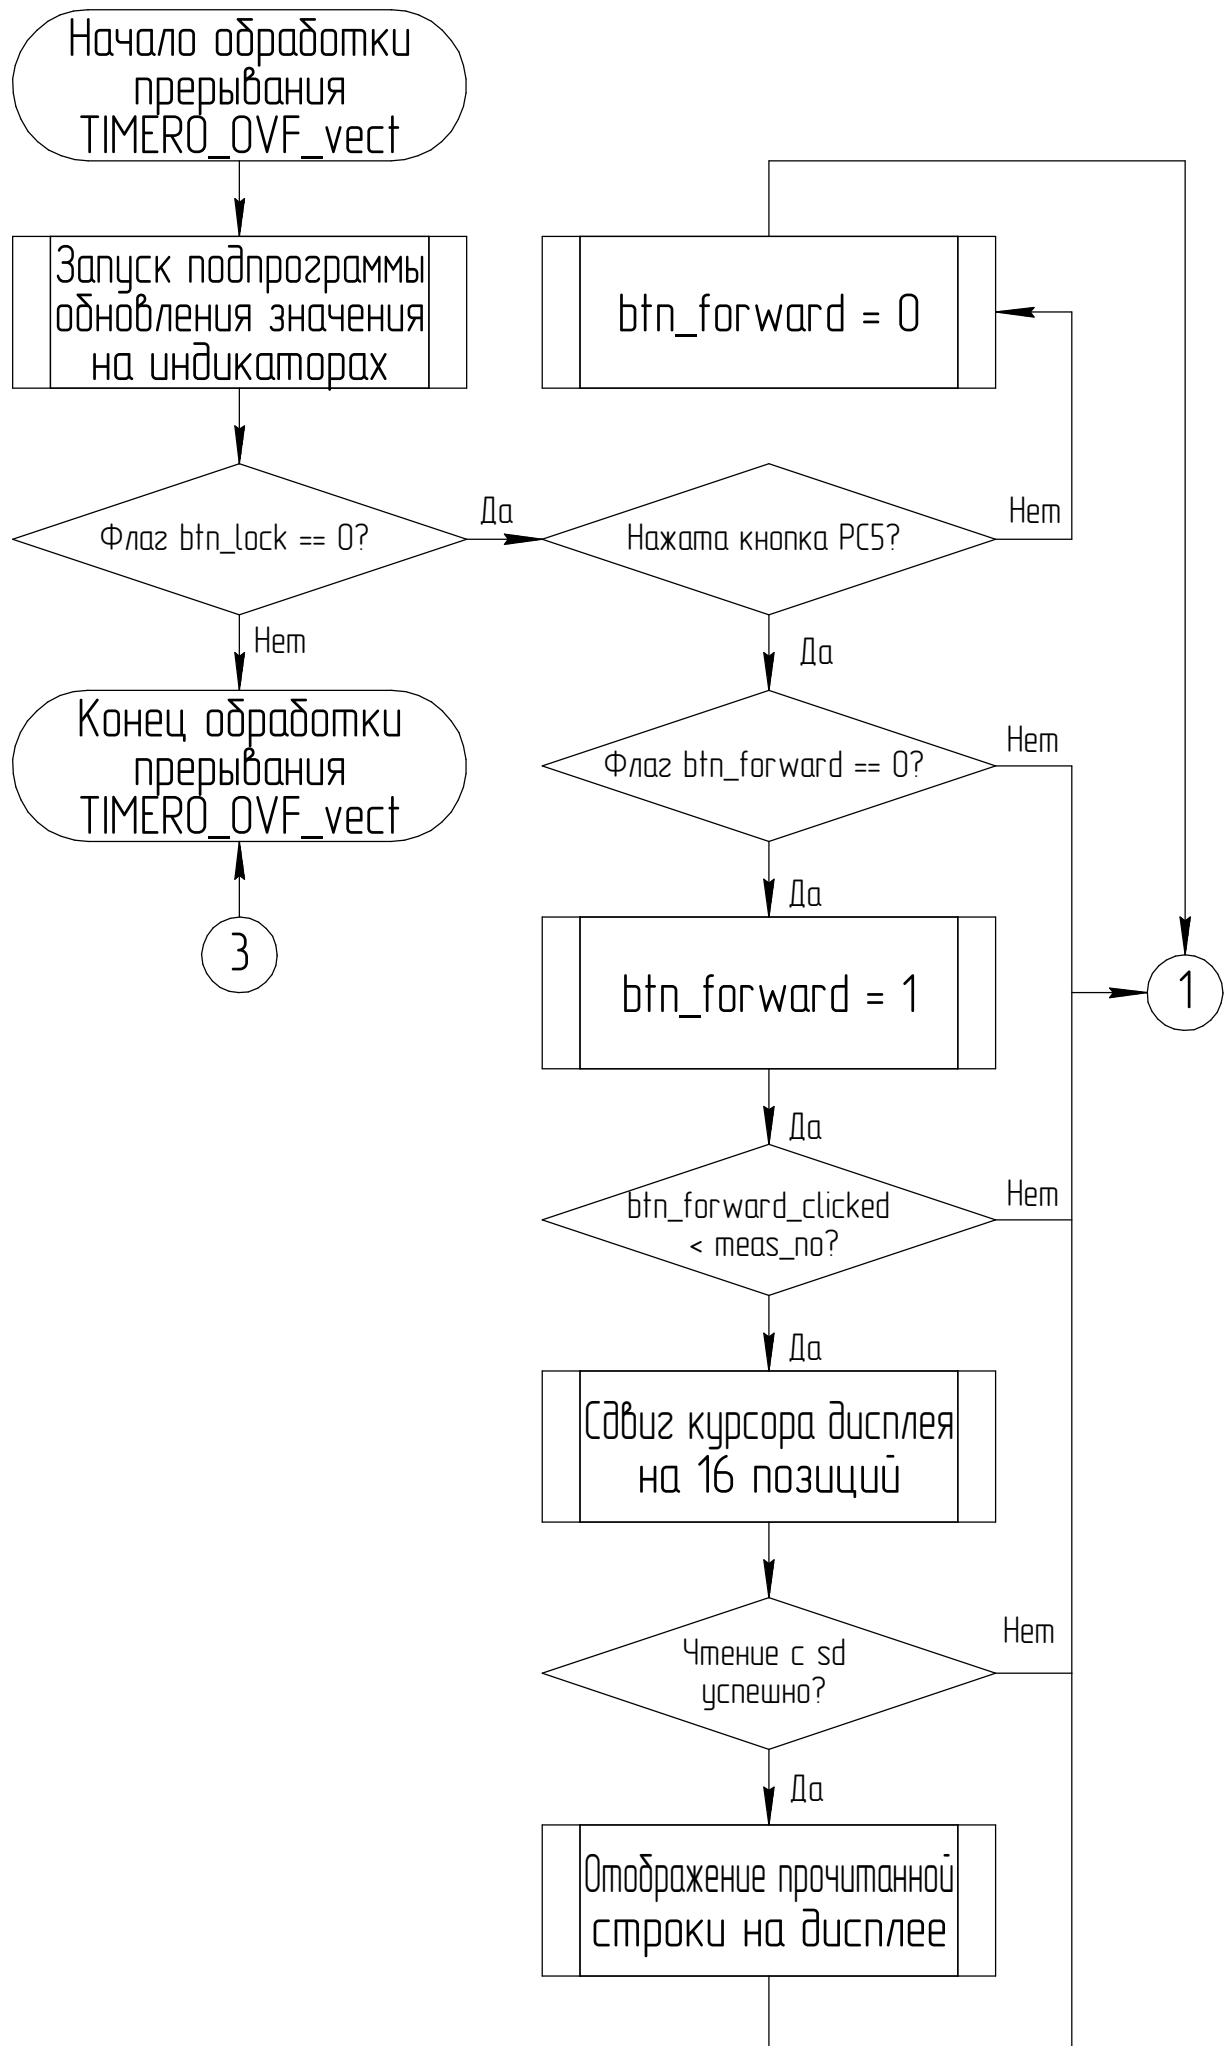 Начало обработки
прерывания
TIMER0_OVF_vect
Запуск подпрограммы
обновления значения
на индикаторах
btn_forward = 0
Флаг btn_lock == 0?
Да
Нажата кнопка PC5?
Нет
Нет
Да
Конец обработки
прерывания
TIMER0_OVF_vect
Флаг btn_forward == 0?
Нет
Да
3
btn_forward = 1
1
Да
btn_forward_clicked
< meas_no?
Нет
Да
Сдвиг курсора дисплея
на 16 позиций
Чтение с sd
успешно?
Нет
Да
Отображение прочитанной
строки на дисплее